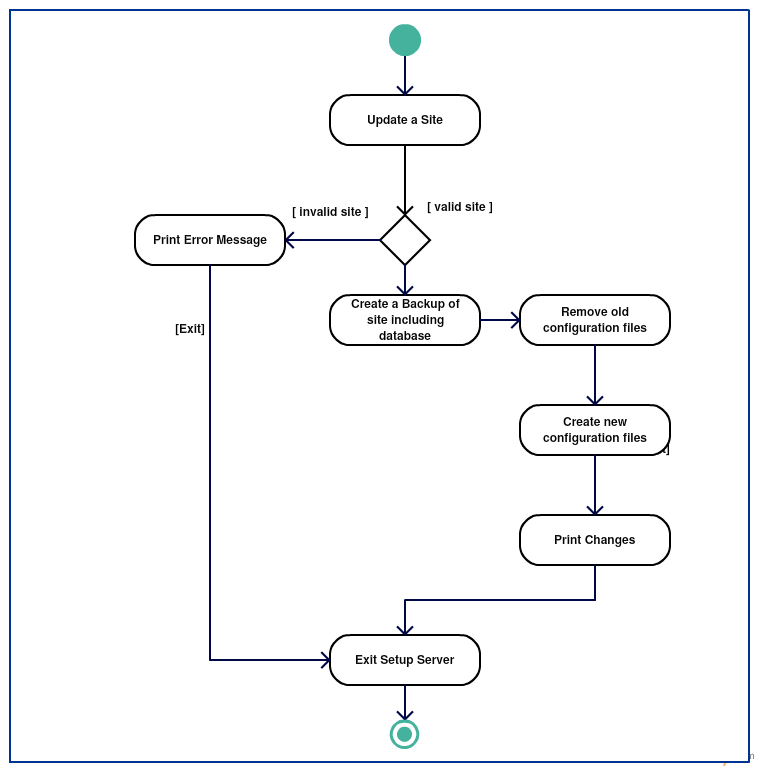 Update a Site
[ invalid site ]
[ valid site ]
Print Error Message
Create a Backup of
site including
database
Remove old
configuration files
[Exit]
Create new
configuration files
Print Changes
Exit Setup Server